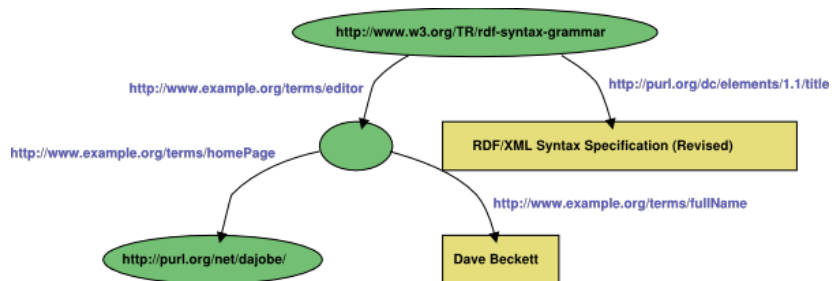 http://www.w3.org/TR/rdf-syntax-grammar
http://www.example.org/terms/editor
http://purl.org/dc/elements/1.1/title
http://www.example.org/terms/homePage
RDF/XML Syntax Specification (Revised)
http://www.example.org/terms/fullName
http://purl.org/net/dajobe/
Dave Beckett